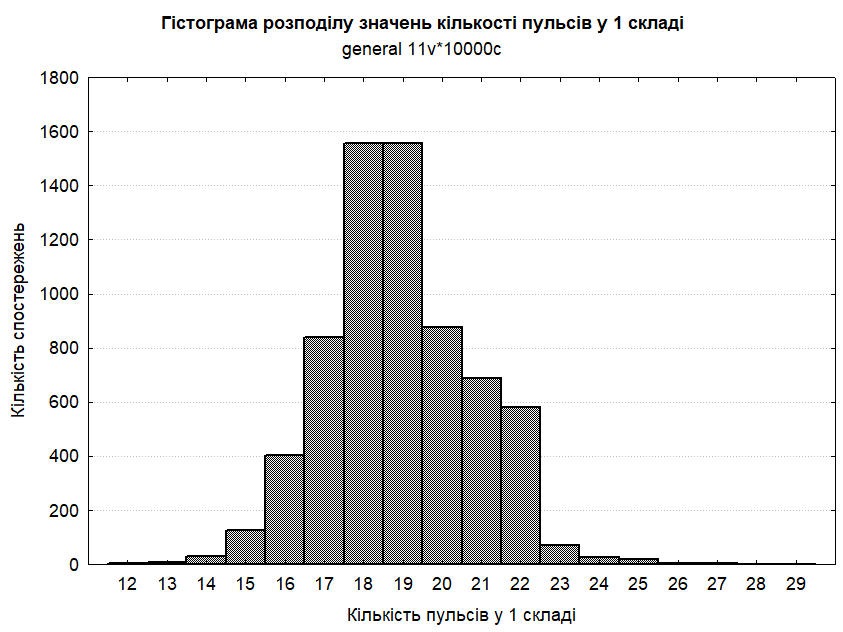 Гістограма розподілу значень кількості пульсів у 1 складі
general 11v*10000c
1800
1600
1400
1200
1000
800
600
400
200
0
Кількість спостережень
12 13 14 15 16 17 18 19 20 21 22 23 24 25 26 27 28 29
Кількість пульсів у 1 складі